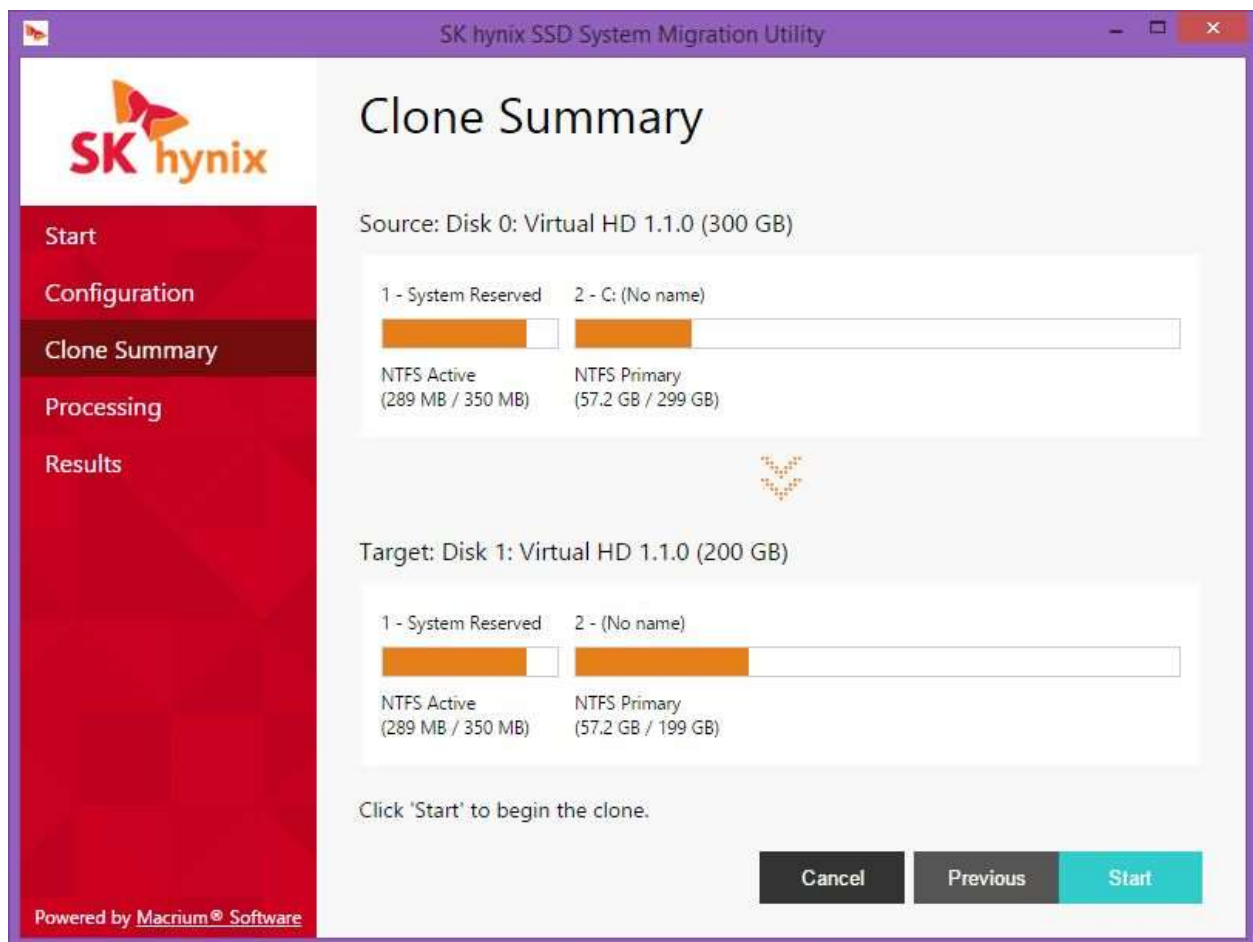 SK hynix SSD System Migration Utility
SK hynix
Start
Configuration
Clone Summary
Processing
Results
Powered by Macrium® Software
Clone Summary
Source: Disk 0: Virtual HD 1.1.0 (300 GB)
1 - System Reserved
NTFS Active
(289 MB / 350 MB)
2 - C: (No name)
NTFS Primary
(57.2 GB / 299 GB)
Target: Disk 1: Virtual HD 1.1.0 (200 GB)
1 - System Reserved
NTFS Active
(289 MB / 350 MB)
2 - (No name)
NTFS Primary
(57.2 GB / 199 GB)
Click 'Start' to begin the clone.
Cancel
Previous
Start